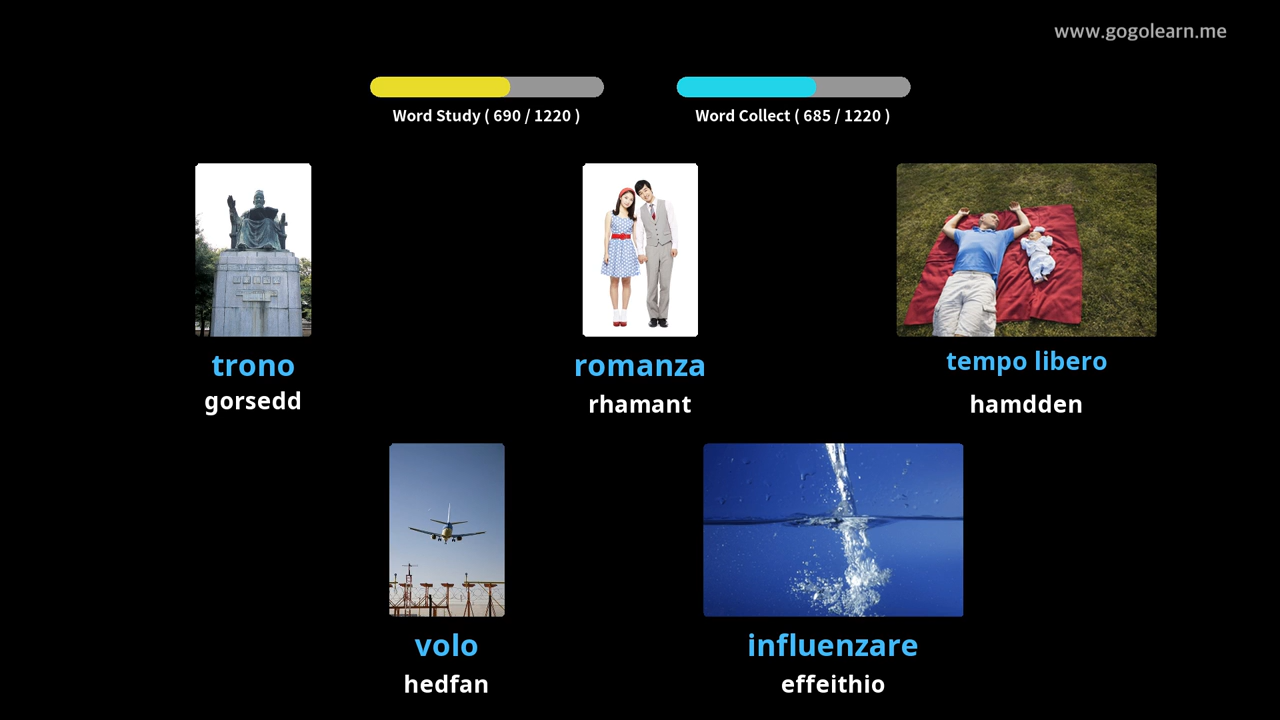 www.gogolearn.me
Word Study ( 690 / 1220 )
Word Collect ( 685 / 1220 )
trono
gorsedd
romanza
rhamant
tempo libero
hamdden
volo
hedfan
influenzare
effeithio